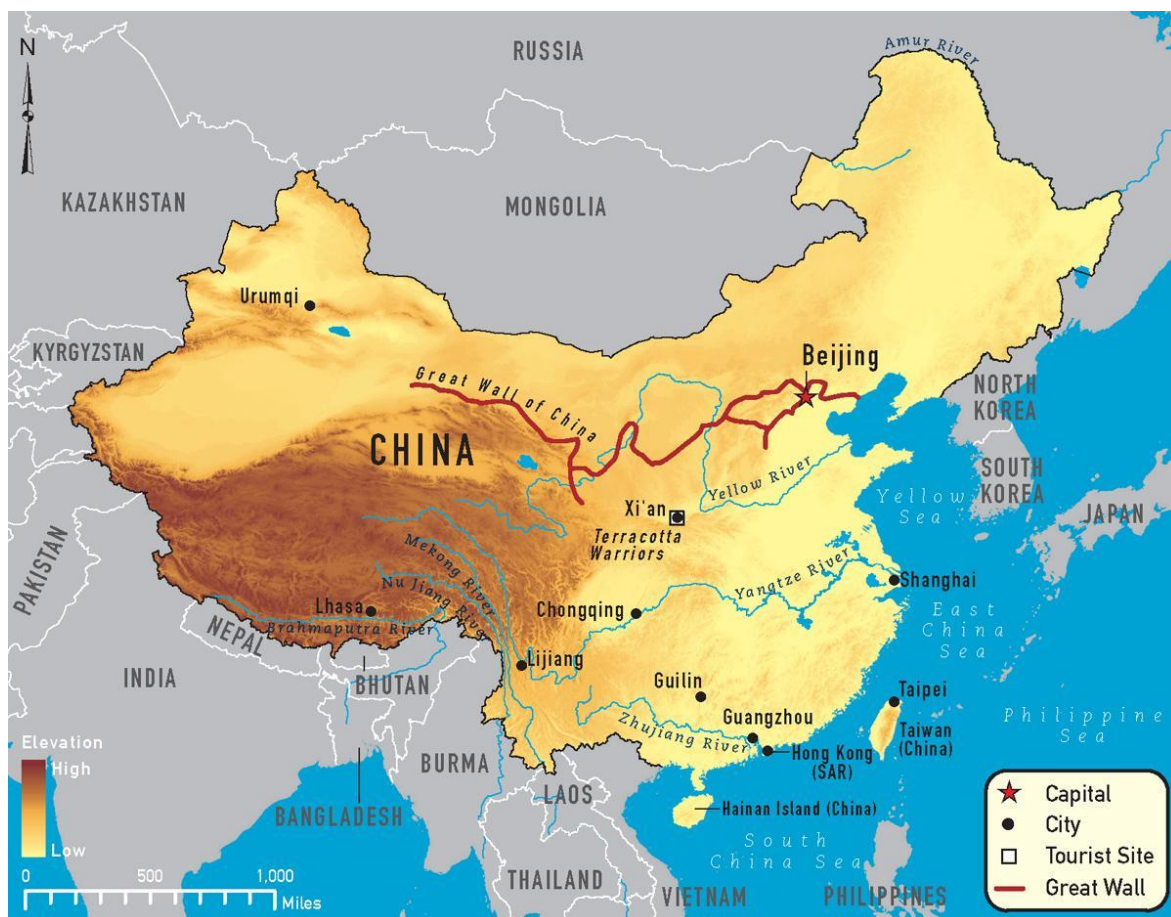 N
RUSSIA
Amur River
KAZAKHSTAN
MONGOLIA
Urumqi
KYRGYZSTAN
Beijing
Great Wall of China
NORTH
KOREA
CHINA
SOUTH
KOREA
Yellow River
Yellow
Sea
JAPAN
Xi'an
Terracotta
Warriors
PAKISTAN
Mekong River
Nu Jiang River
Yangtze River
Shanghai
Lhasa
Brahmaputra River
Chongqing
East
China
Sea
NEPAL
Lijiang
INDIA
BHUTAN
Guilin
Taipei
Zhujiang River
Guangzhou
Taiwan
(China)
Philippine
Sea
Hong Kong
(SAR)
Elevation
High
Low
BURMA
LAOS
BANGLADESH
Hainan Island (China)
South
China Sea
THAILAND
VIETNAM
PHILIPPINES
0 500 1,000
Miles
Capital
City
Tourist Site
Great Wall